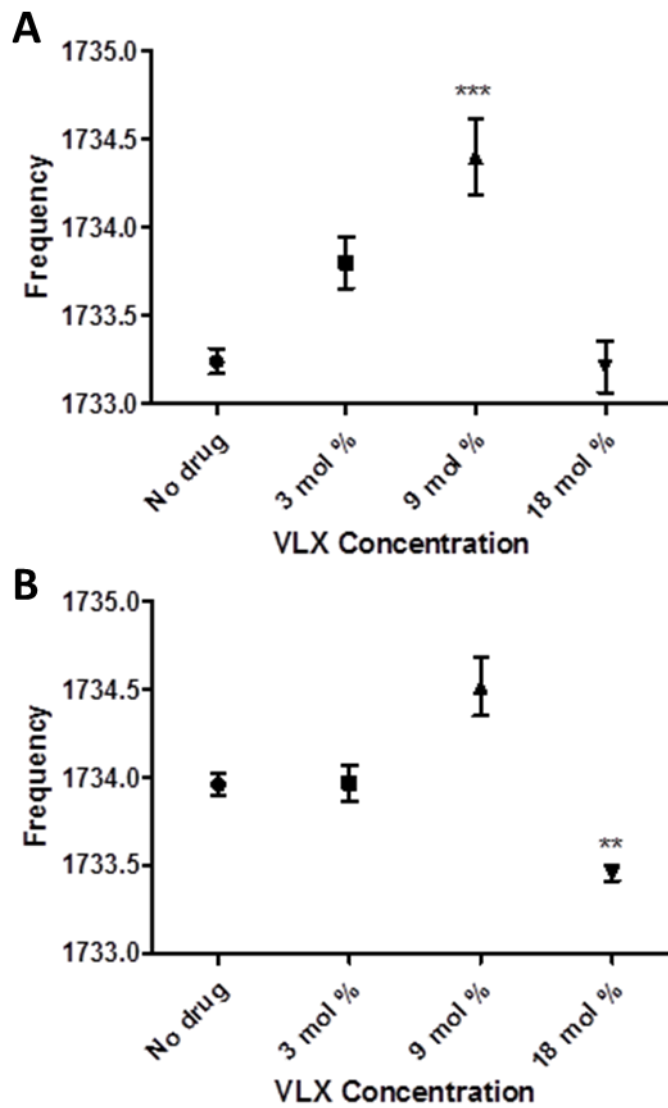 A
1735.0
***
1734.5
1734.0
1733.5
1733.0
Frequency
No drug
3 mol %
9 mol %
18 mol %
VLX Concentration
B
1735.0
1734.5
1734.0
1733.5
**
1733.0
Frequency
No drug
3 mol %
9 mol %
18 mol %
VLX Concentration